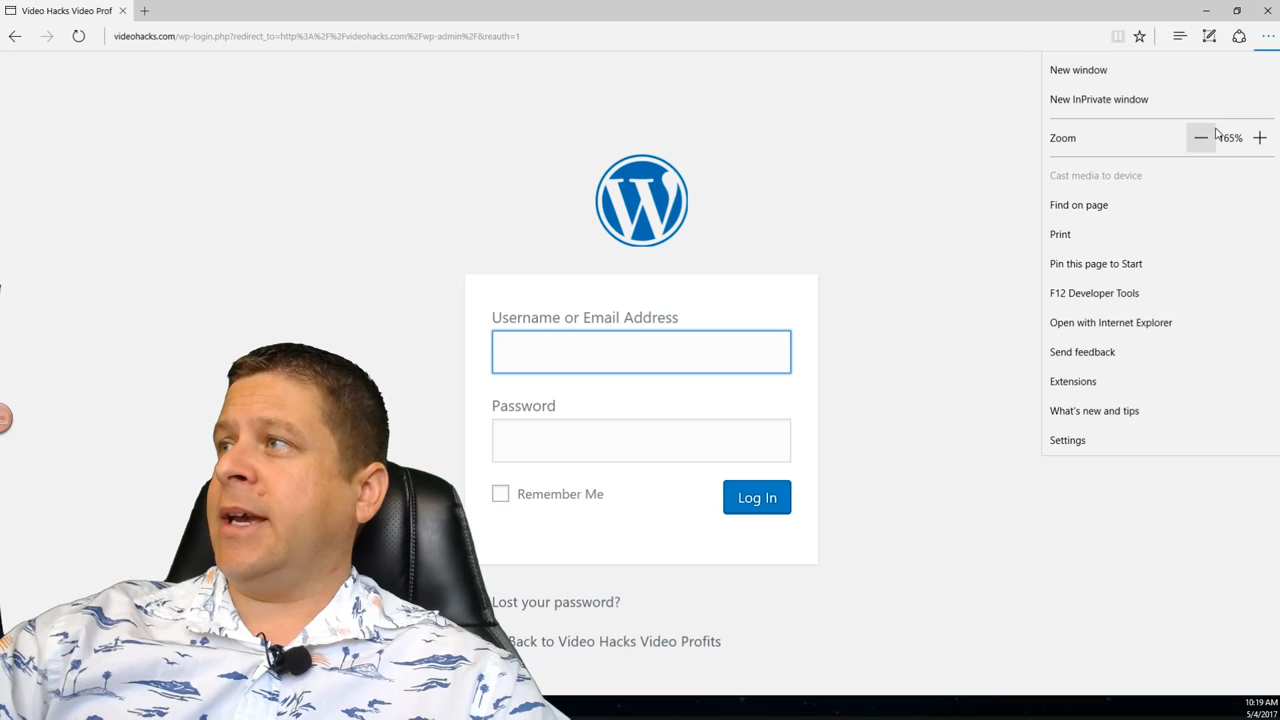 Video Hacks Video Prof
videohacks.com/wp-login.php?redirect_to=http%3A%2F%2Fvideohacks.com%2Fwp-admin%2F&reauth=1
New window
New InPrivate window
Zoom 165%
Cast media to device
Find on page
Print
Pin this page to Start
F12 Developer Tools
Open with Internet Explorer
Send feedback
Extensions
What's new and tips
Settings
W
Username or Email Address
Password
Remember Me
Log In
Lost your password?
Back to Video Hacks Video Profits
10:19 AM
5/4/2017